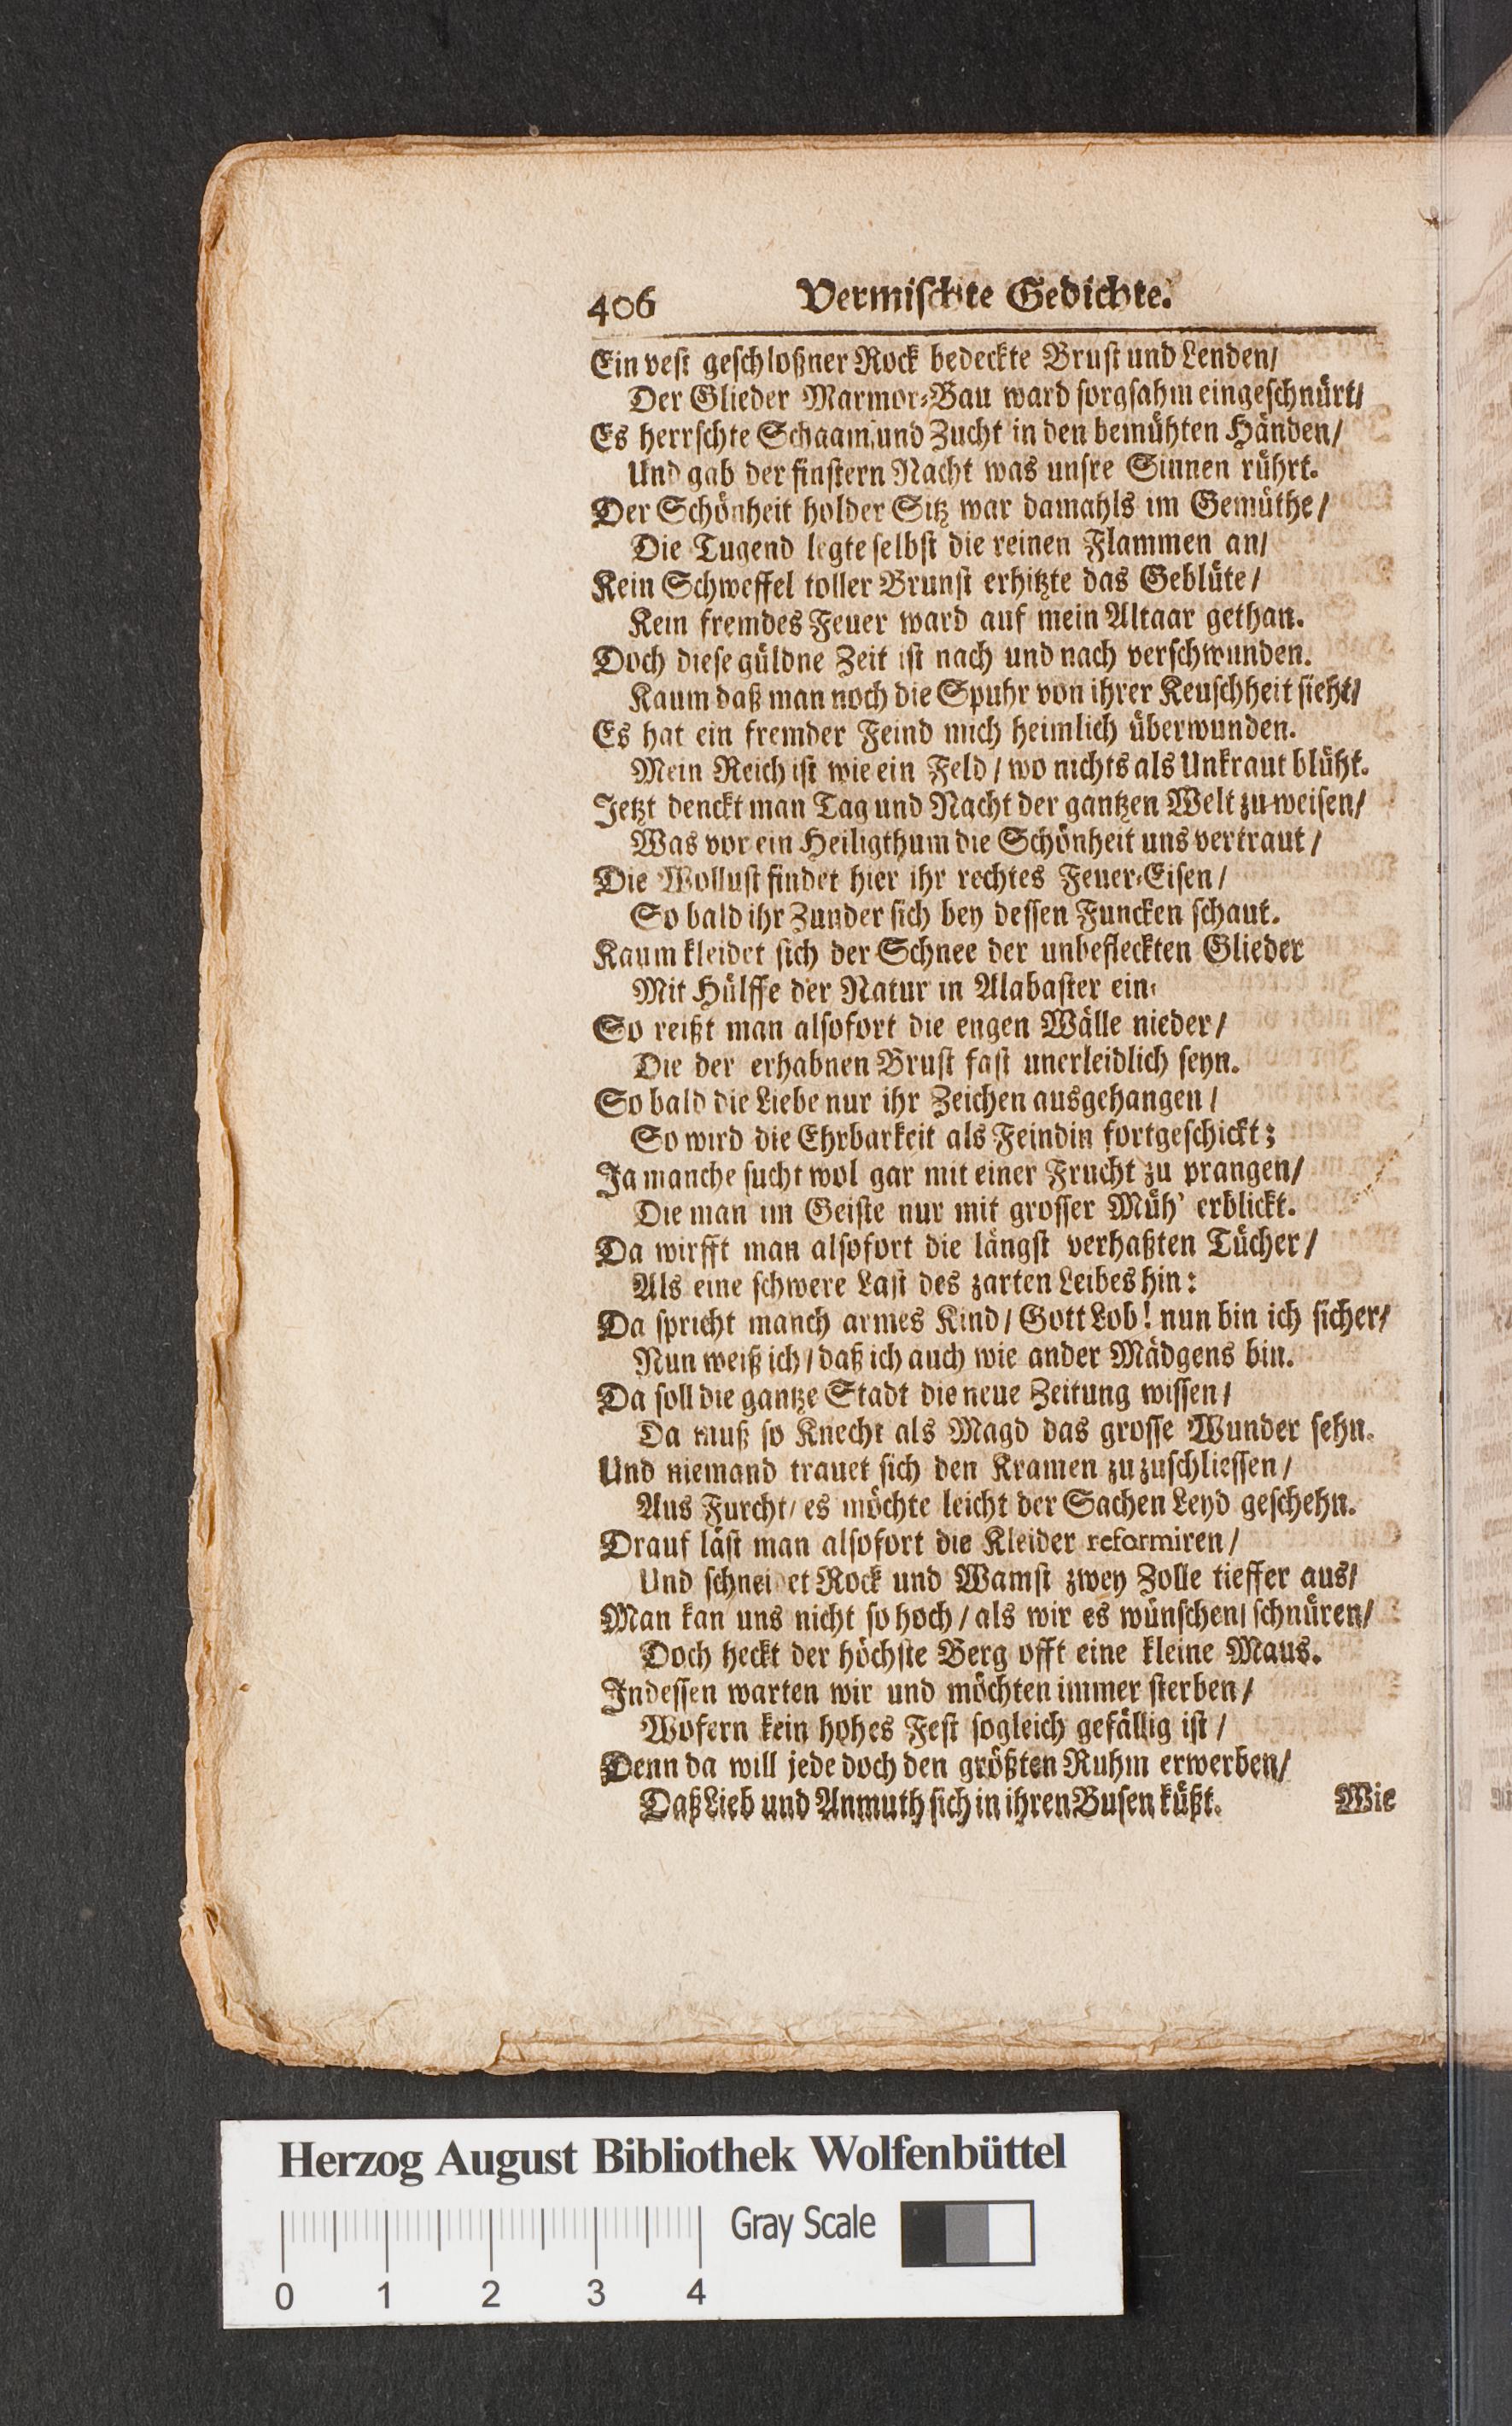 406 Vermischte Gedichte.
Ein vest geschloßner Rock bedeckte Brust und Lenden/
Der Glieder Marmor-Bau ward sorgsahm eingeschnürt/
Es herrschte Schaam und Zucht in den bemühten Händen/
Und gab der finstern Nacht was unsre Sinnen rührt.
Der Schönheit holder Sitz war damahls im Gemüthe/
Die Tugend legte selbst die reinen Flammen an/
Kein Schweffel toller Brunst erhitzte das Geblüte/
Kein fremdes Feuer ward auf mein Altaar gethan.
Doch diese güldne Zeit ist nach und nach verschwunden.
Kaum daß man noch die Spuhr von ihrer Keuschheit sieht/
Es hat ein fremder Feind mich heimlich überwunden.
Mein Reich ist wie ein Feld/ wo nichts als Unkraut blüht.
Jetzt denckt man Tag und Nacht der gantzen Welt zu weisen/
Was vor ein Heiligthum die Schönheit uns vertraut/
Die Wollust findet hier ihr rechtes Feuer-Eisen/
So bald ihr Zunder sich bey dessen Funcken schaut.
Kaum kleidet sich der Schnee der unbefleckten Glieder
Mit Hülffe der Natur in Alabaster ein,
So reißt man alsofort die engen Wälle nieder/
Die der erhabnen Brust fast unerleidlich seyn.
So bald die Liebe nur ihr Zeichen ausgehangen/
So wird die Ehrbarkeit als Feindin fortgeschickt;
Ja manche sucht wol gar mit einer Frucht zu prangen/
Die man im Geiste nur mit grosser Müh' erblickt.
Da wirfft man alsofort die längst verhaßten Tücher/
Als eine schwere Last des zarten Leibes hin:
Da spricht manch armes Kind/ Gott Lob! nun bin ich sicher/
Nun weiß ich/ daß ich auch wie ander Mädgens bin.
Da soll die gantze Stadt die neue Zeitung wissen/
Da muß so Knecht als Magd das grosse Wunder sehn.
Und niemand trauet sich den Kramen zuzuschliessen/
Aus Furcht/ es möchte leicht der Sachen Leyd geschehn.
Drauf läst man alsofort die Kleider reformiren/
Und schneidet Rock und Wamst zwey Zolle tieffer aus/
Man kan uns nicht so hoch/ als wir es wünschen/ schnüren/
Doch heckt der höchste Berg offt eine kleine Maus.
Indessen warten wir und möchten immer sterben/
Wofern kein hohes Fest sogleich gefällig ist/
Denn da will jede doch den größten Ruhm erwerben/
Daß Lieb und Anmuth sich in ihren Busen küßt. Wie
Herzog August Bibliothek Wolfenbüttel
Gray Scale
0 1 2 3 4